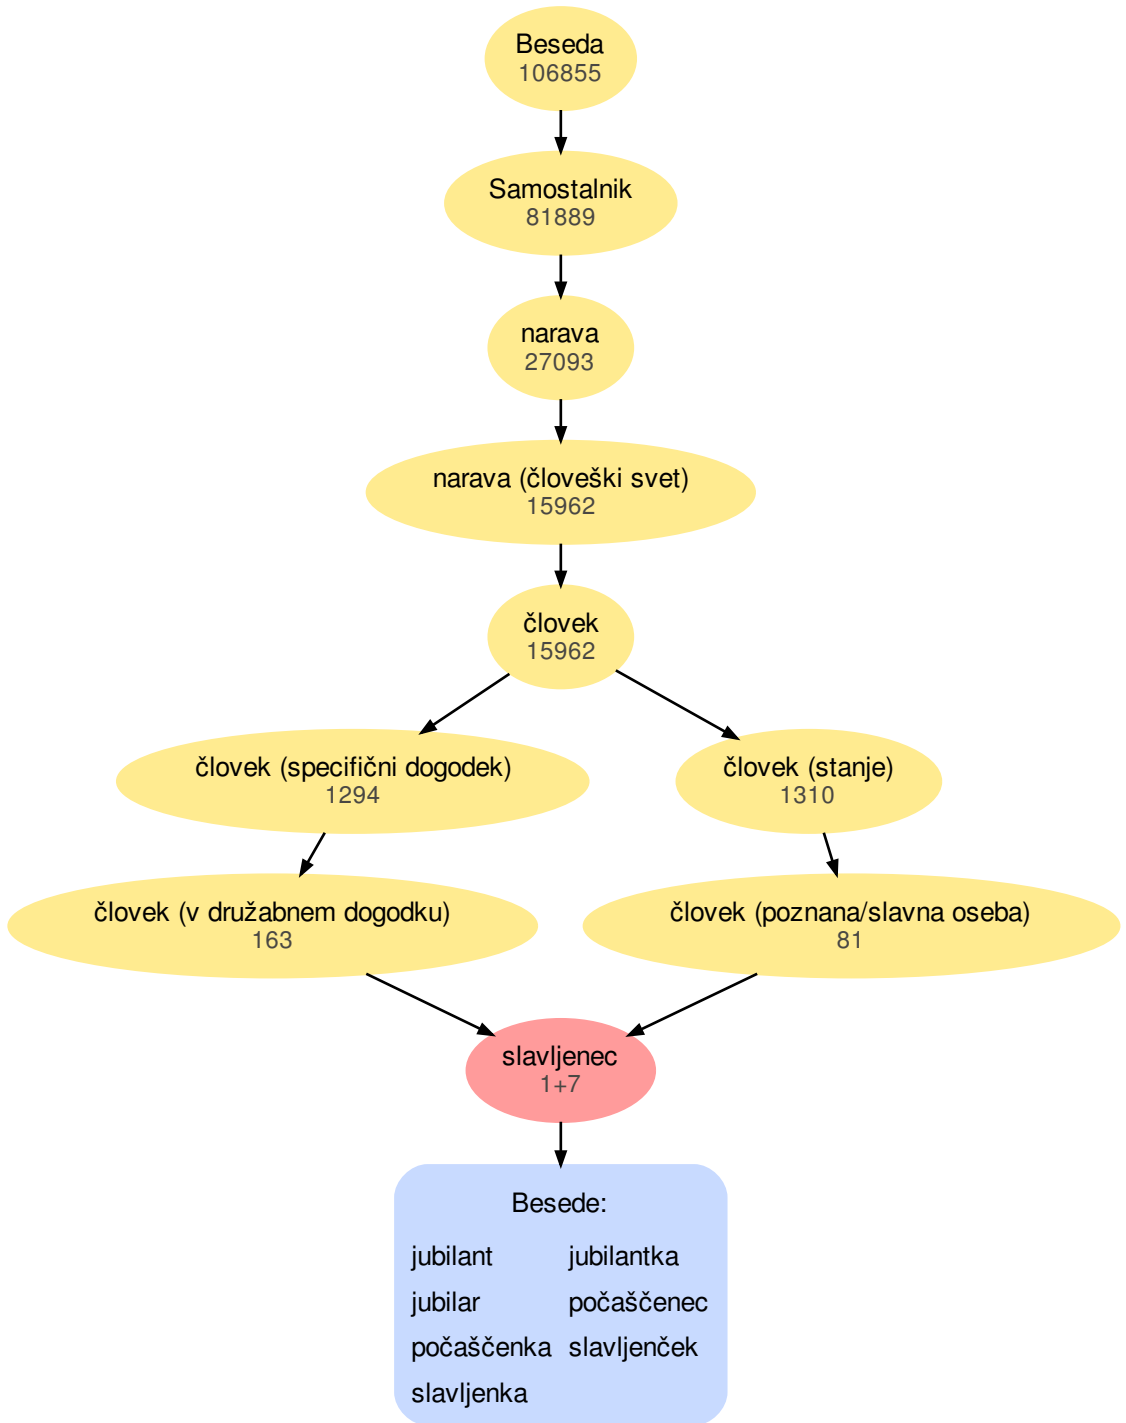 Beseda
106855
Samostalnik
81889
narava
27093
narava (človeški svet)
15962
človek
15962
človek (specifični dogodek)
1294
človek (stanje)
1310
človek (v družabnem dogodku)
163
človek (poznana/slavna oseba)
81
slavljenec
1+7
Besede:
jubilant jubilantka
jubilar počaščenec
počaščenka slavljenček
slavljenka